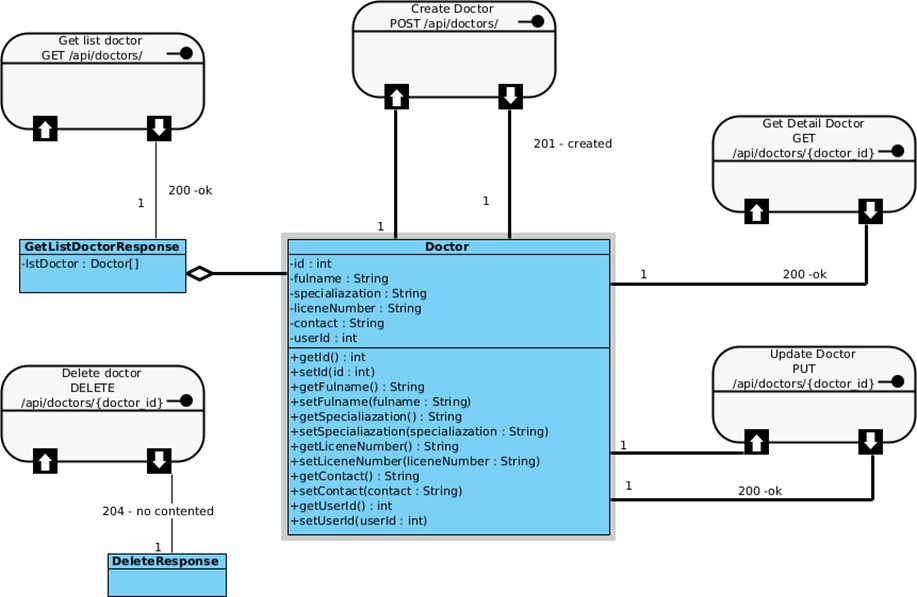 Create Doctor
POST /api/doctors/
Get list doctor
GET /api/doctors/
201 - created
1
1
200 -ok
1
Get Detail Doctor
GET
/api/doctors/{doctor_id}
1
200 -ok
GetListDoctorResponse
-lstDoctor : Doctor[]
Doctor
-id : int
-fulname : String
-specialiazation : String
-liceneNumber : String
-contact : String
-userId : int
+getId() : int
+setId(id : int)
+getFulname() : String
+setFulname(fulname : String)
+getSpecialiazation() : String
+setSpecialiazation(specialiazation : String)
+getLiceneNumber() : String
+setLiceneNumber(liceneNumber : String)
+getContact() : String
+setContact(contact : String)
+getUserId() : int
+setUserId(userId : int)
Delete doctor
DELETE
/api/doctors/{doctor_id}
204 - no contented
1
DeleteResponse
Update Doctor
PUT
/api/doctors/{doctor_id}
1
1
200 -ok